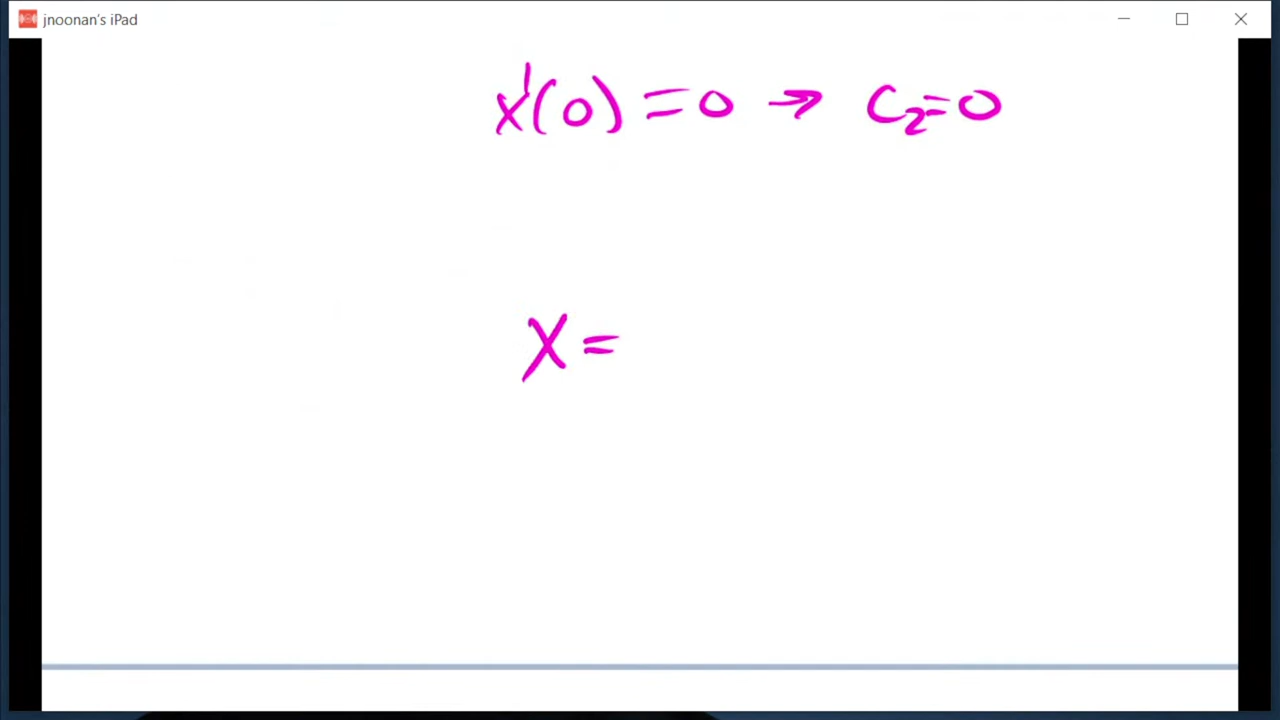 jnoonan's iPad
x'(0) = 0 → C₂=0
X =